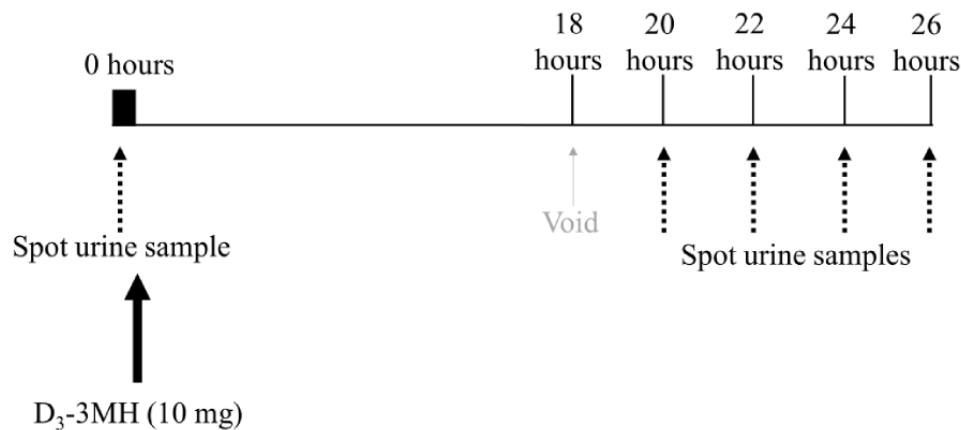 0 hours
18 hours
20 hours
22 hours
24 hours
26 hours
Void
Spot urine sample
Spot urine samples
D₃-3MH (10 mg)